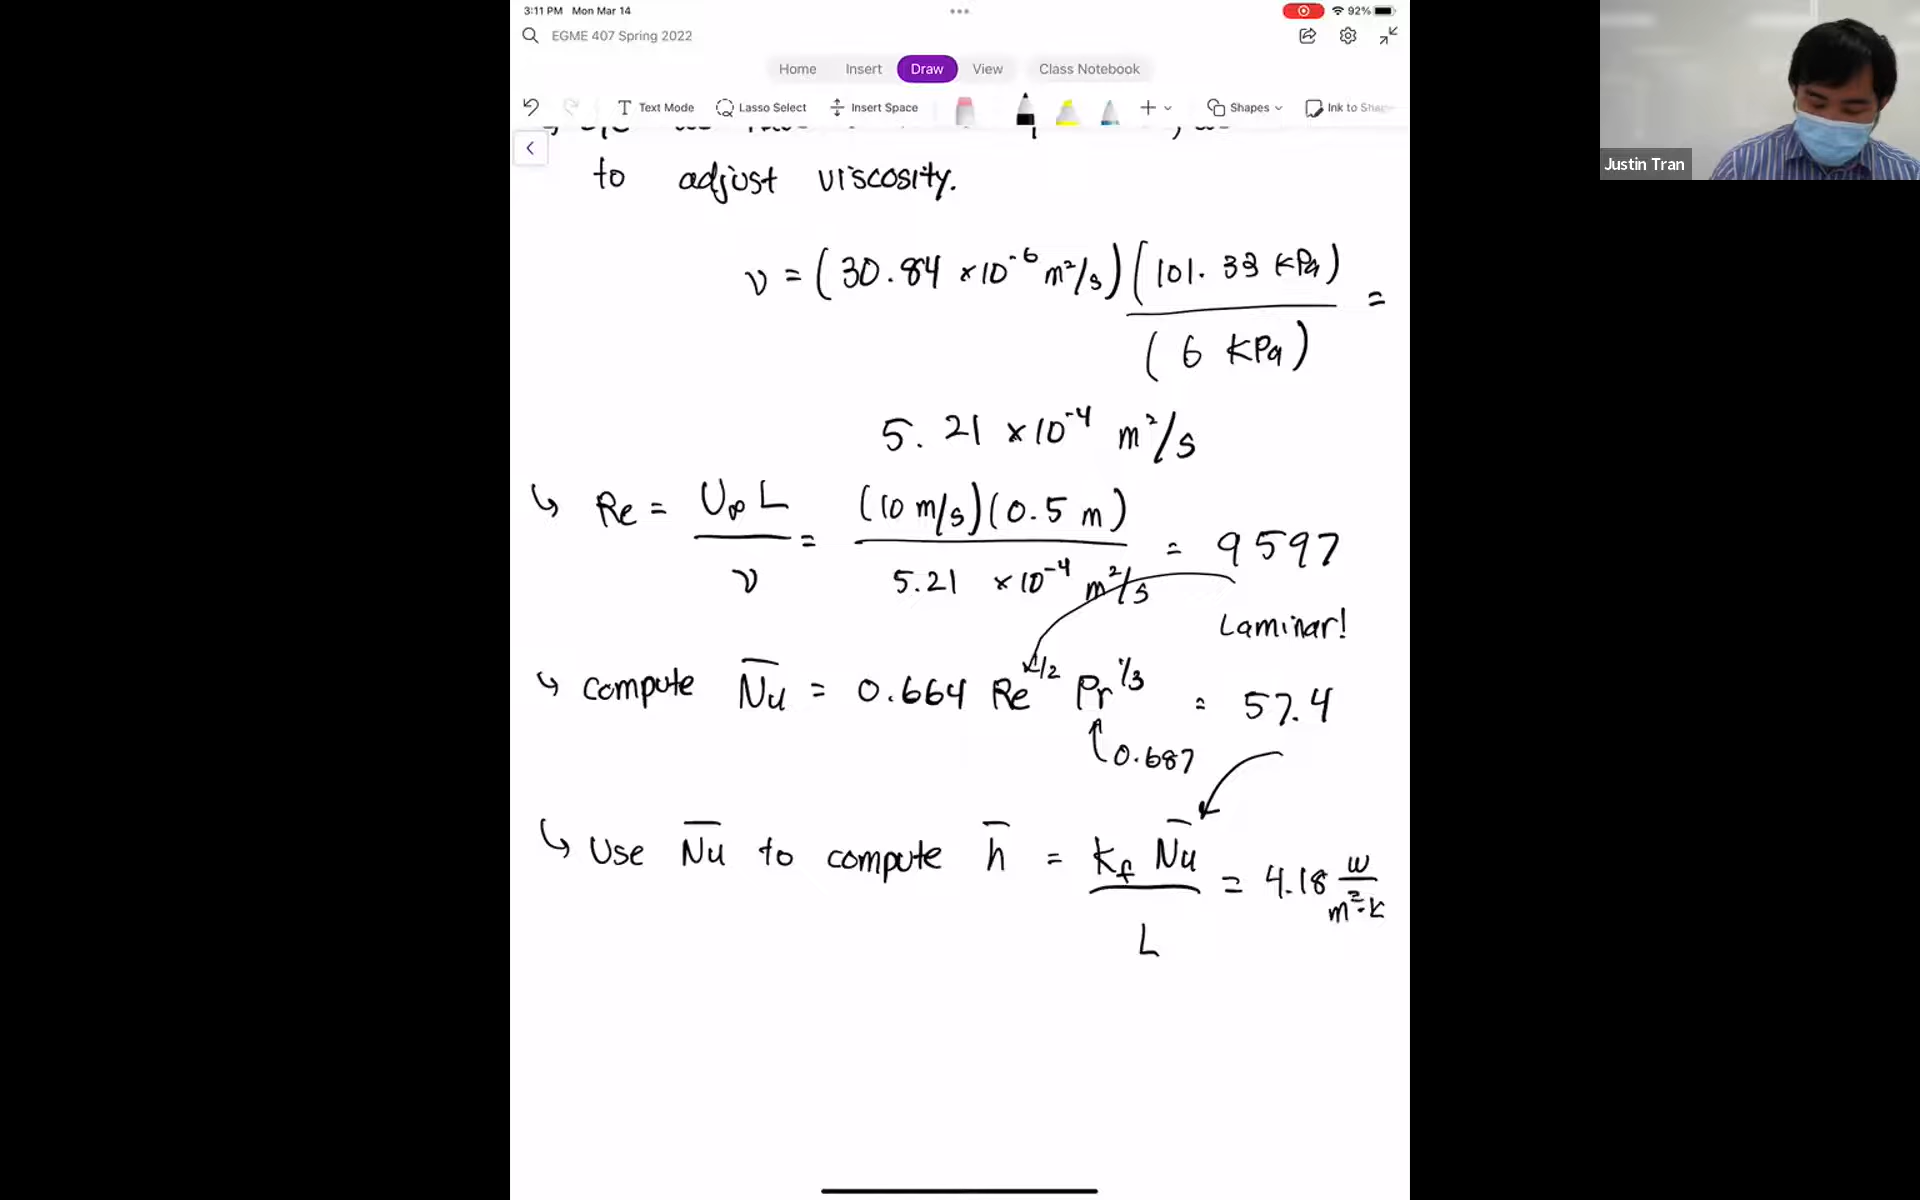 3:11 PM Mon Mar 14
92%
EGME 407 Spring 2022
Home Insert Draw View Class Notebook
Text Mode Lasso Select Insert Space Shapes Ink to
Justin Tran
to adjust viscosity.
ν = (30.84 ×10⁻⁶ m²/s) (101.33 kPa) =
(6 kPa)
5.21 ×10⁻⁴ m²/s
↳ Re = U∞ L / ν = (10 m/s)(0.5 m) / 5.21 ×10⁻⁴ m²/s = 9597
Laminar!
↳ compute N̅u̅ = 0.664 Re^1/2 Pr^1/3 = 57.4
0.687
↳ Use N̅u̅ to compute h̅ = kf N̅u̅ / L = 4.18 W / m²·K